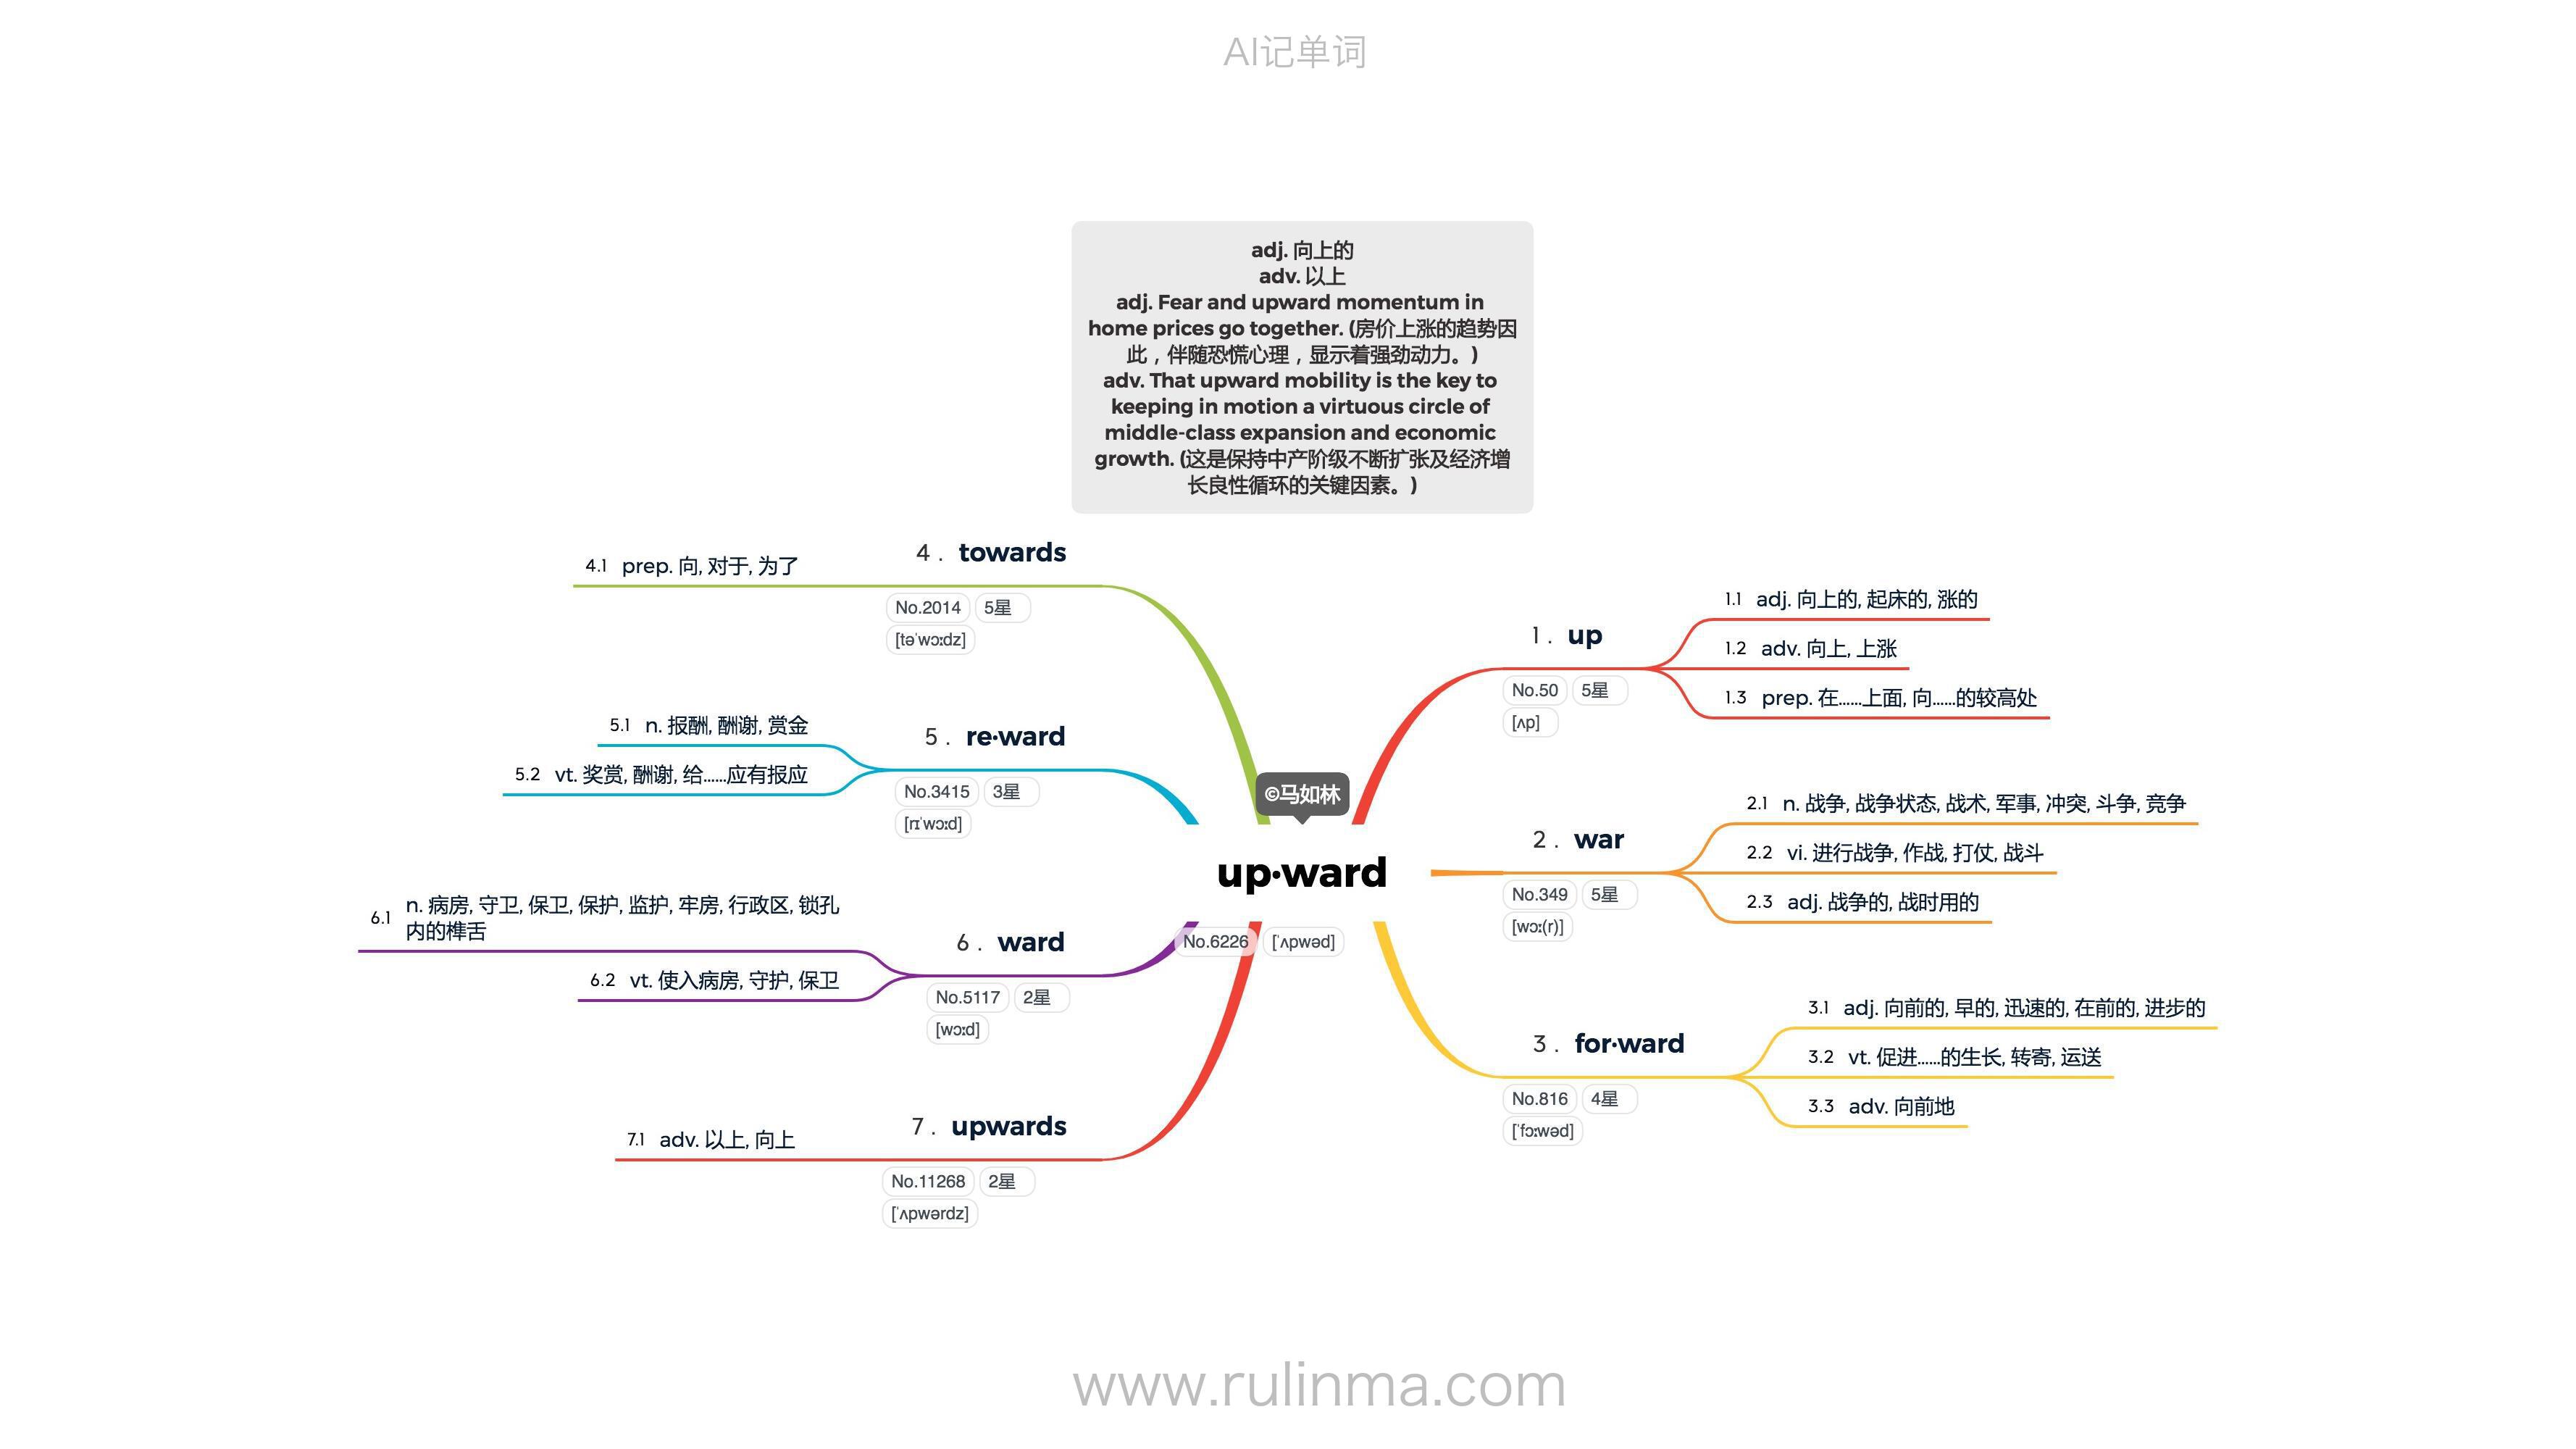 AI记单词
adj. 向上的
adv. 以上
adj. Fear and upward momentum in
home prices go together. (房价上涨的趋势因
此，伴随恐慌心理，显示着强劲动力。)
adv. That upward mobility is the key to
keeping in motion a virtuous circle of
middle-class expansion and economic
growth. (这是保持中产阶级不断扩张及经济增
长良性循环的关键因素。)
©马如林
up·ward
No.6226 [ˈʌpwəd]
1. up
No.50 5星
[ʌp]
1.1 adj. 向上的, 起床的, 涨的
1.2 adv. 向上, 上涨
1.3 prep. 在......上面, 向......的较高处
2. war
No.349 5星
[wɔ:(r)]
2.1 n. 战争, 战争状态, 战术, 军事, 冲突, 斗争, 竞争
2.2 vi. 进行战争, 作战, 打仗, 战斗
2.3 adj. 战争的, 战时用的
3. for·ward
No.816 4星
[ˈfɔːwəd]
3.1 adj. 向前的, 早的, 迅速的, 在前的, 进步的
3.2 vt. 促进......的生长, 转寄, 运送
3.3 adv. 向前地
4. towards
No.2014 5星
[təˈwɔːdz]
4.1 prep. 向, 对于, 为了
5. re·ward
No.3415 3星
[rɪˈwɔːd]
5.1 n. 报酬, 酬谢, 赏金
5.2 vt. 奖赏, 酬谢, 给......应有报应
6. ward
No.5117 2星
[wɔːd]
6.1 n. 病房, 守卫, 保卫, 保护, 监护, 牢房, 行政区, 锁孔
内的榫舌
6.2 vt. 使入病房, 守护, 保卫
7. upwards
No.11268 2星
[ˈʌpwərdz]
7.1 adv. 以上, 向上
www.rulinma.com